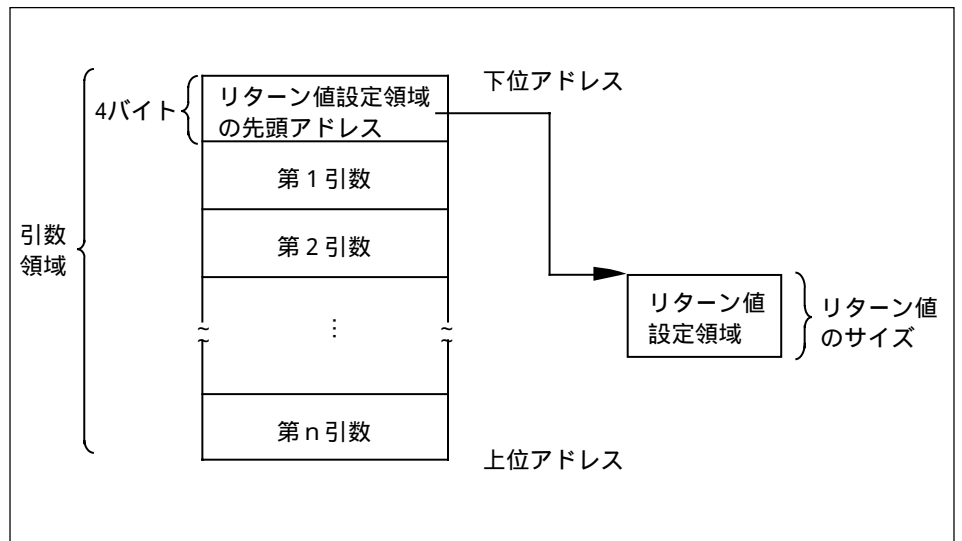 下位アドレス
4バイト
リターン値設定領域
の先頭アドレス
第1引数
第2引数
引数
領域
⋮
リターン値
設定領域
リターン値
のサイズ
第n引数
上位アドレス